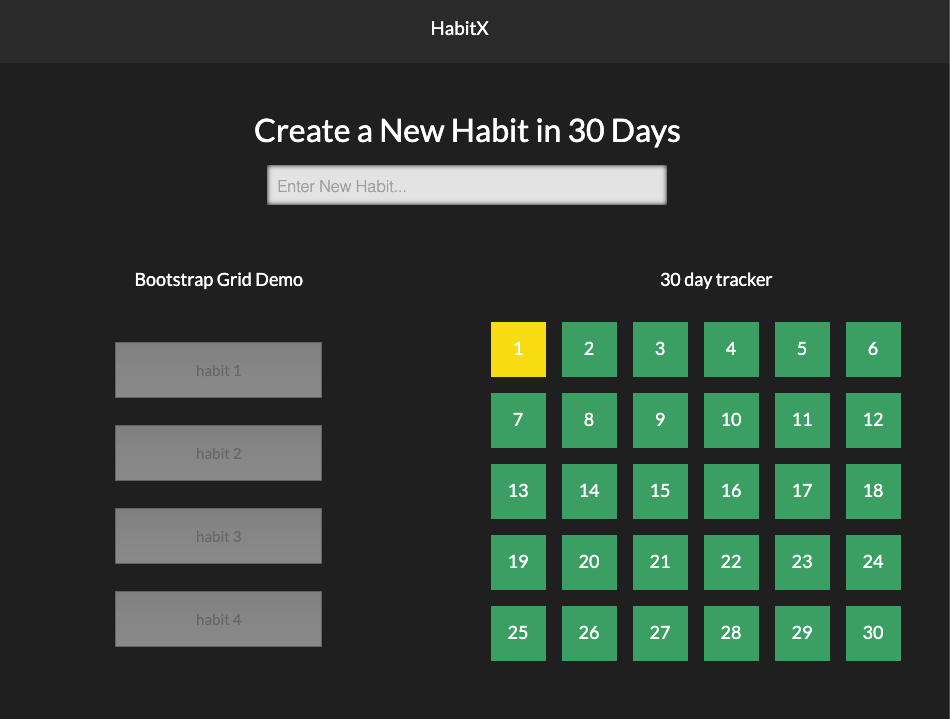 HabitX
Create a New Habit in 30 Days
Enter New Habit...
Bootstrap Grid Demo
habit 1
habit 2
habit 3
habit 4
30 day tracker
1 2 3 4 5 6
7 8 9 10 11 12
13 14 15 16 17 18
19 20 21 22 23 24
25 26 27 28 29 30